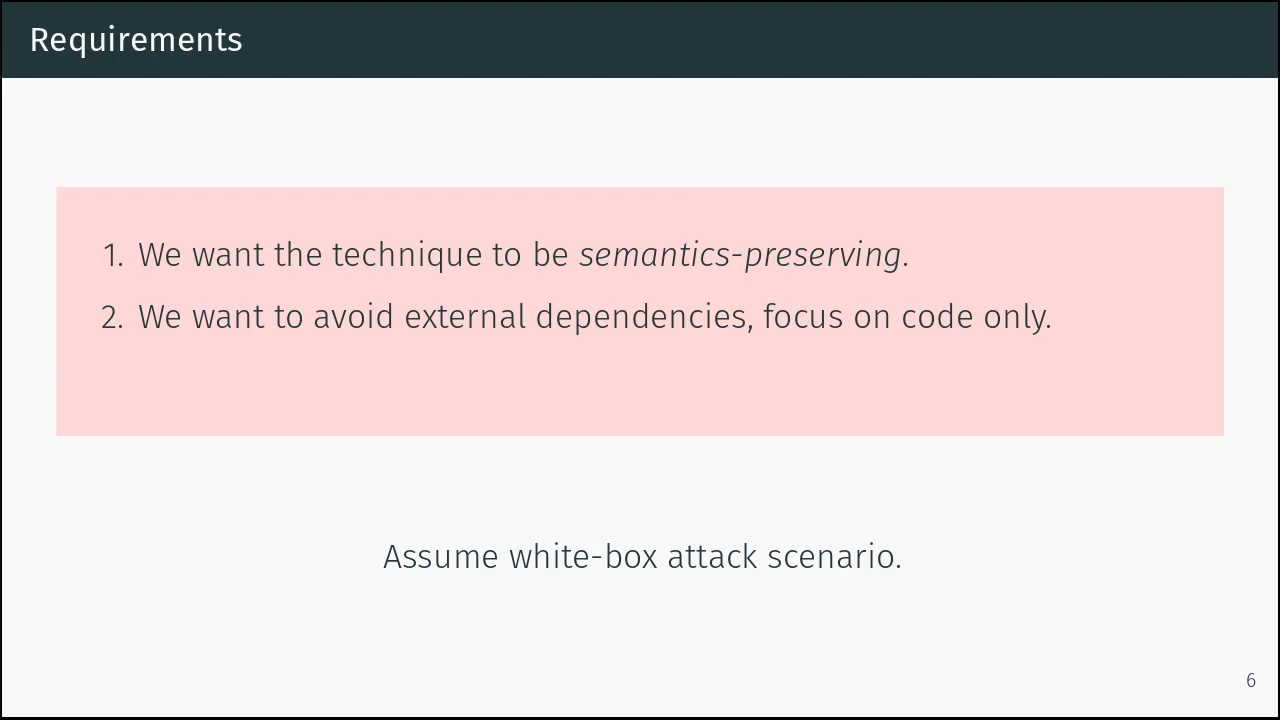 Requirements
1. We want the technique to be semantics-preserving.
2. We want to avoid external dependencies, focus on code only.
Assume white-box attack scenario.
6